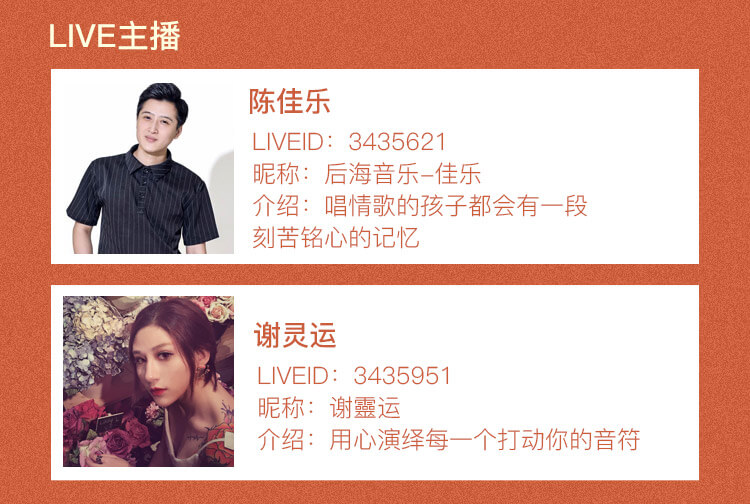 LIVE主播
陈佳乐
LIVEID：3435621
昵称：后海音乐-佳乐
介绍：唱情歌的孩子都会有一段
刻苦铭心的记忆
谢灵运
LIVEID：3435951
昵称：谢靈运
介绍：用心演绎每一个打动你的音符